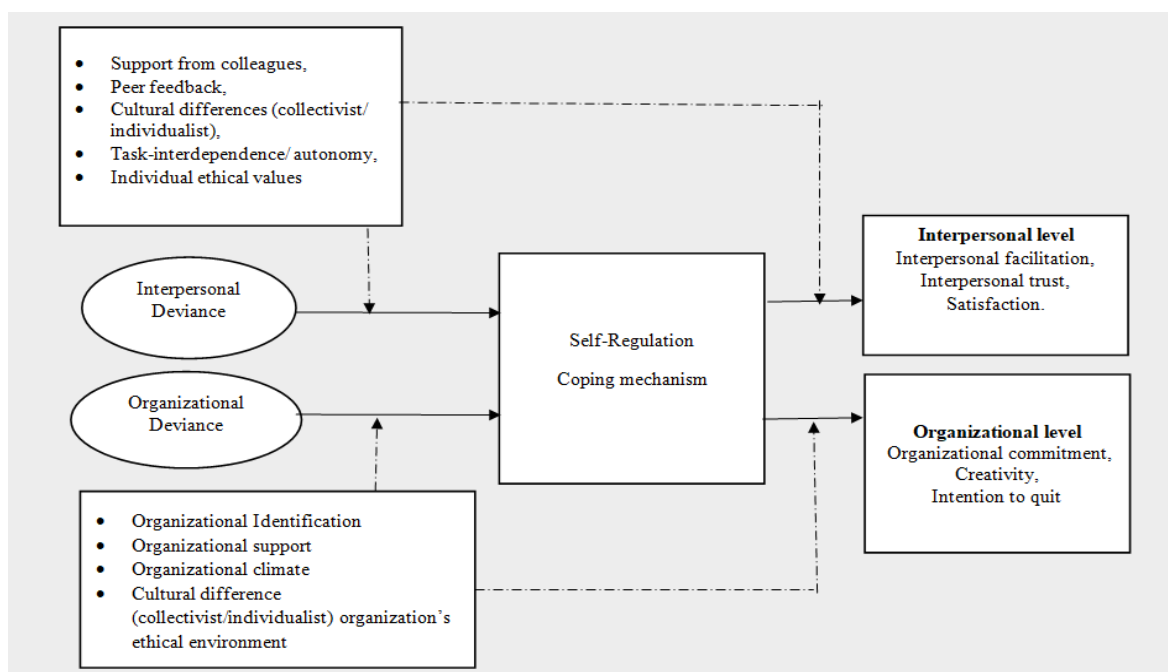 • Support from colleagues,
• Peer feedback,
• Cultural differences (collectivist/
individualist),
• Task-interdependence/ autonomy,
• Individual ethical values
Interpersonal
Deviance
Organizational
Deviance
Self-Regulation
Coping mechanism
Interpersonal level
Interpersonal facilitation,
Interpersonal trust,
Satisfaction.
Organizational level
Organizational commitment,
Creativity,
Intention to quit
• Organizational Identification
• Organizational support
• Organizational climate
• Cultural difference
(collectivist/individualist) organization’s
ethical environment